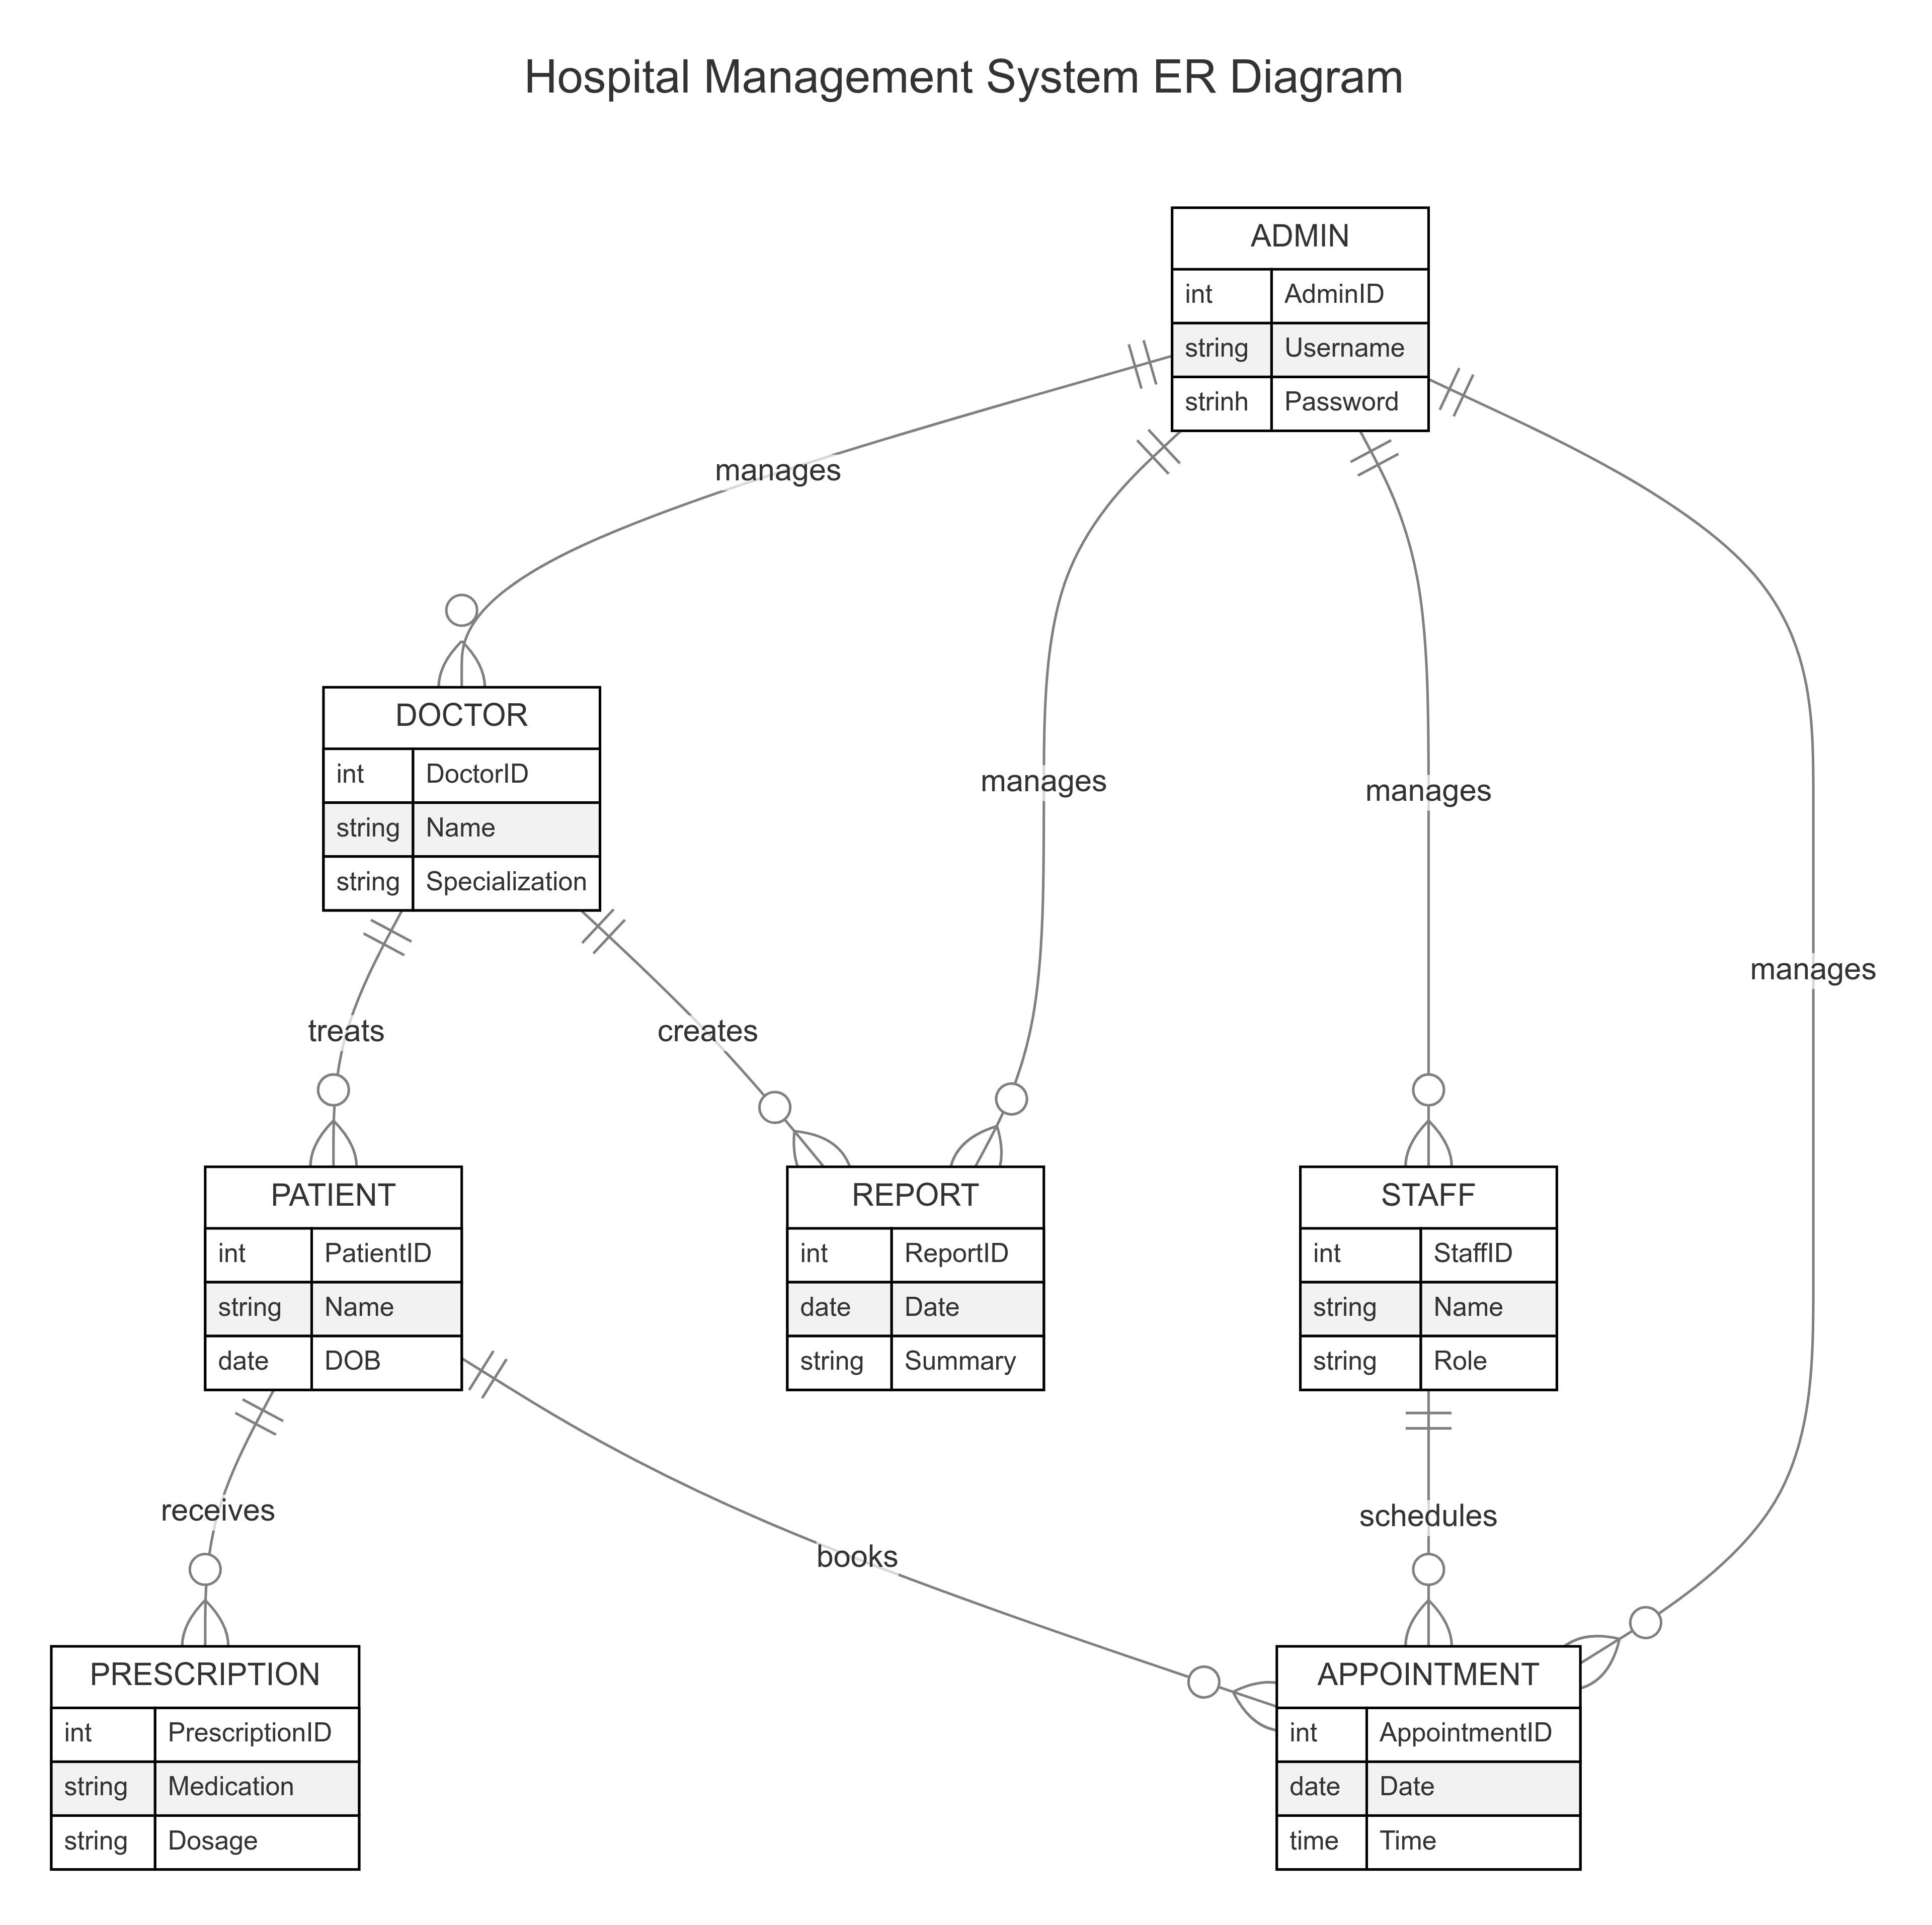 Hospital Management System ER Diagram
ADMIN
int AdminID
string Username
strinh Password
manages
manages
manages
manages
DOCTOR
int DoctorID
string Name
string Specialization
treats
creates
PATIENT
int PatientID
string Name
date DOB
REPORT
int ReportID
date Date
string Summary
STAFF
int StaffID
string Name
string Role
receives
books
schedules
PRESCRIPTION
int PrescriptionID
string Medication
string Dosage
APPOINTMENT
int AppointmentID
date Date
time Time